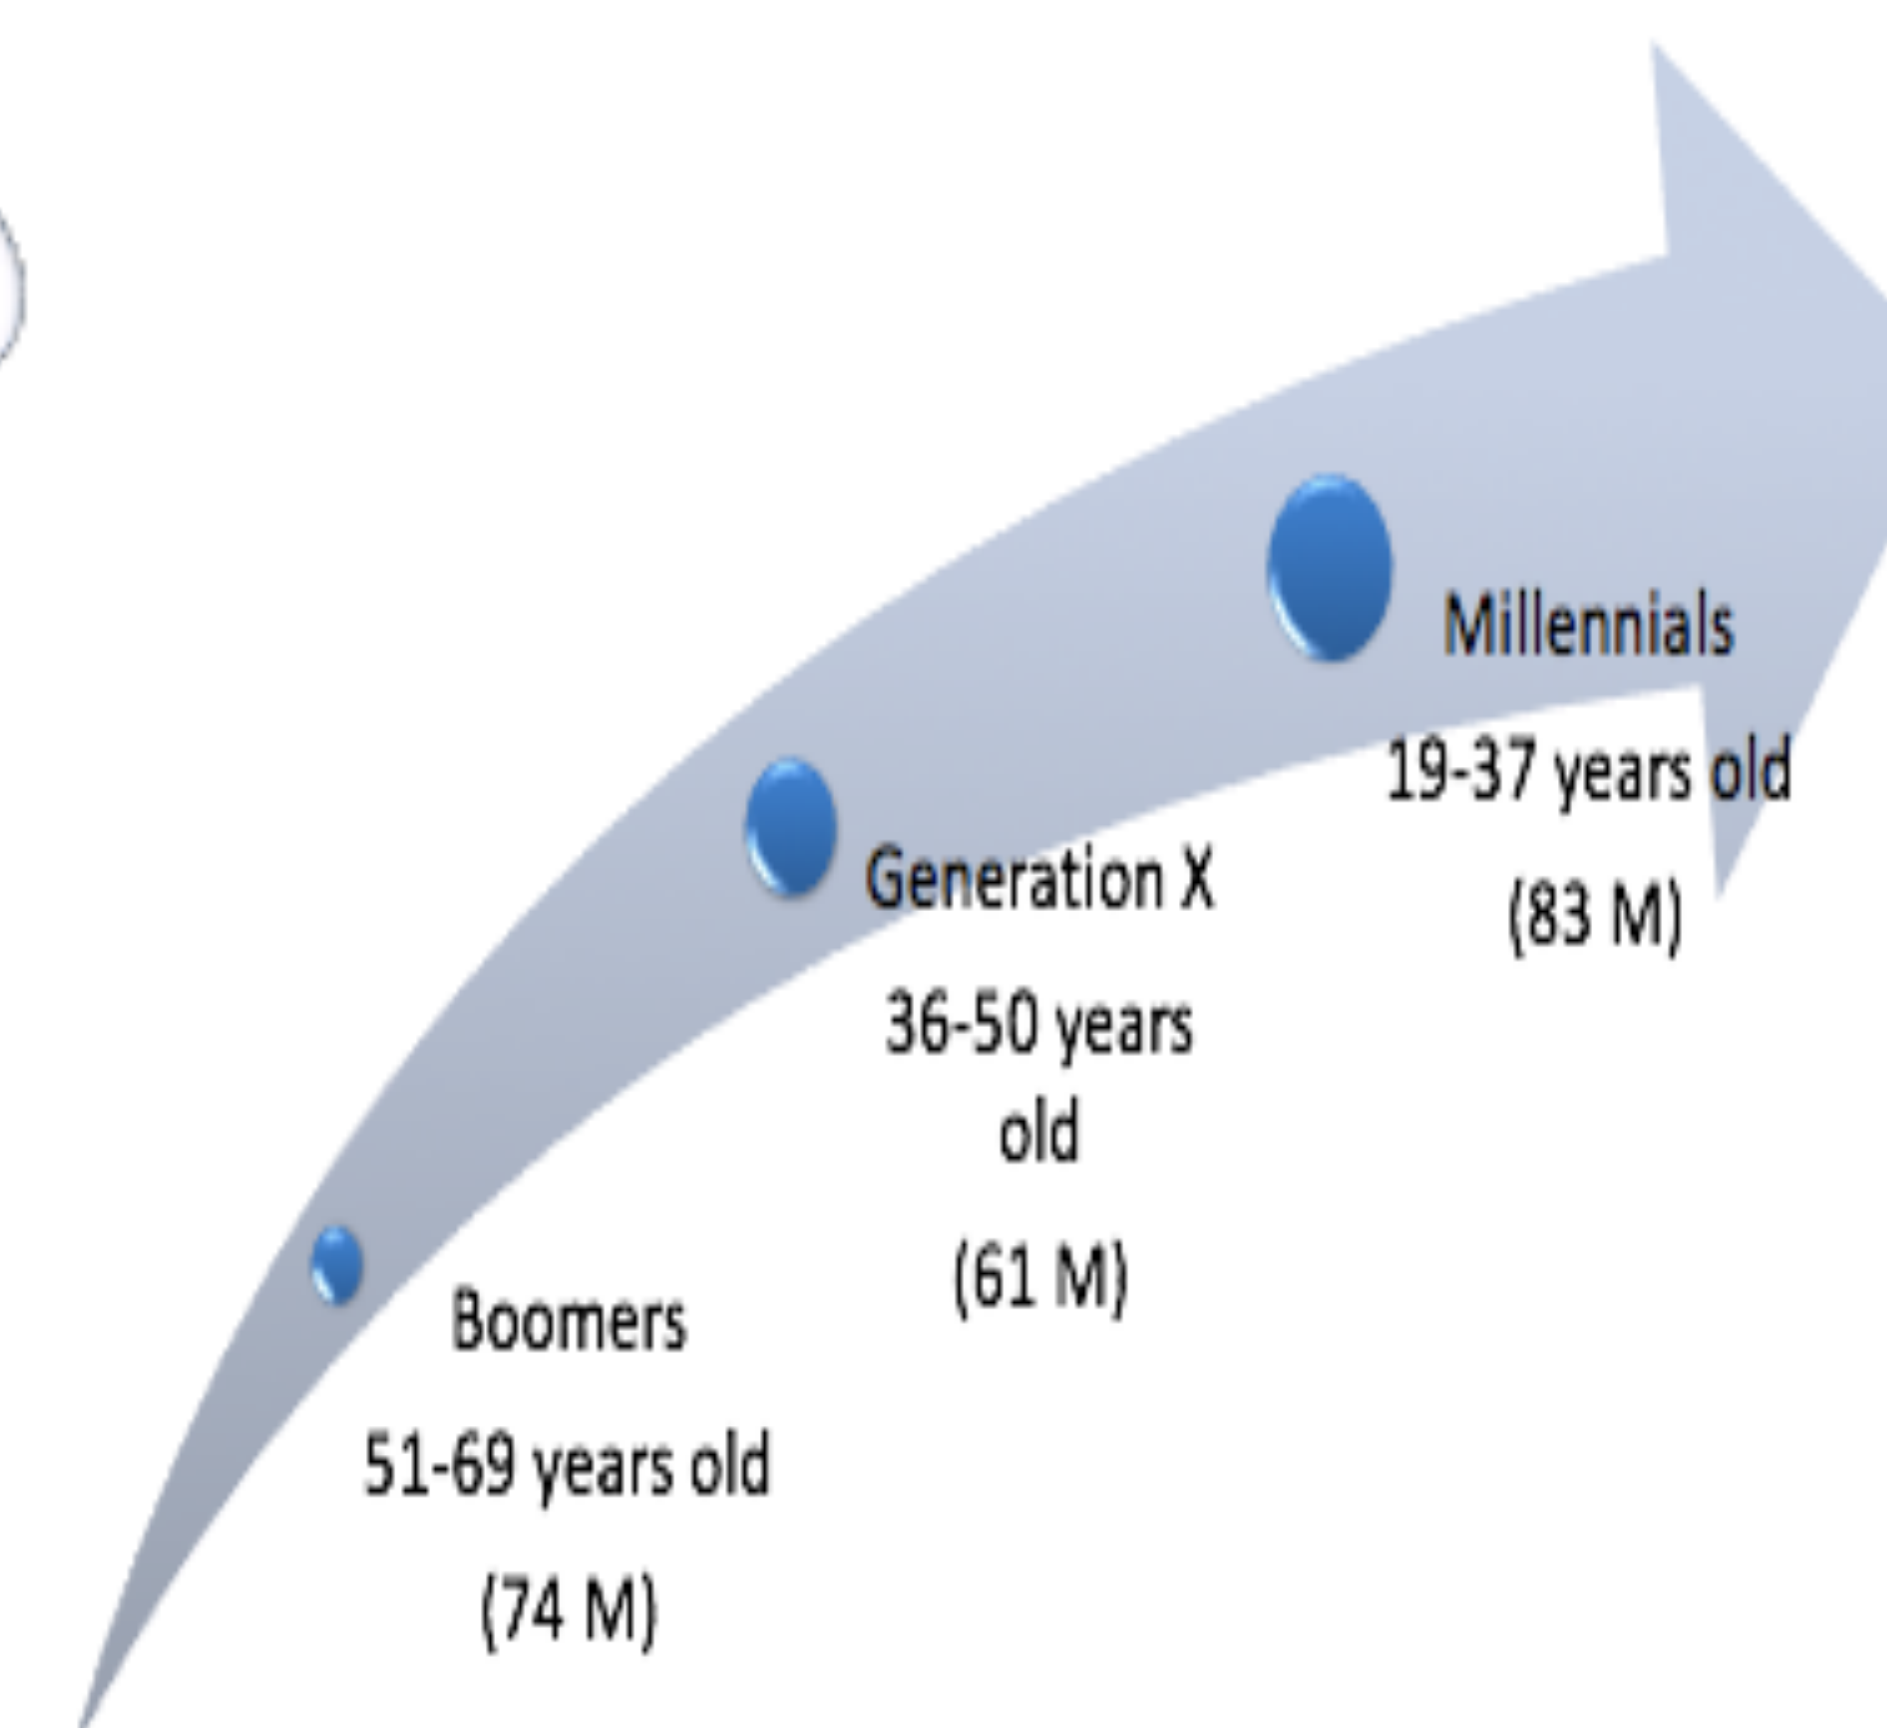 Millennials
19-37 years old
(83 M)
Generation X
36-50 years
old
(61 M)
Boomers
51-69 years old
(74 M)